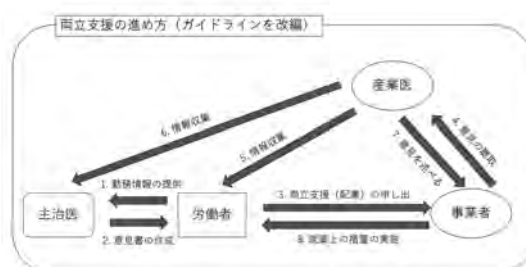 両立支援の進め方（ガイドラインを改編）
産業医
6. 情報収集
5. 情報収集
4. 意見の聴取
7. 意見を述べる
1. 勤務情報の提供
主治医
労働者
3. 両立支援（配慮）の申し出
事業者
2. 意見書の作成
8. 就業上の措置の実施